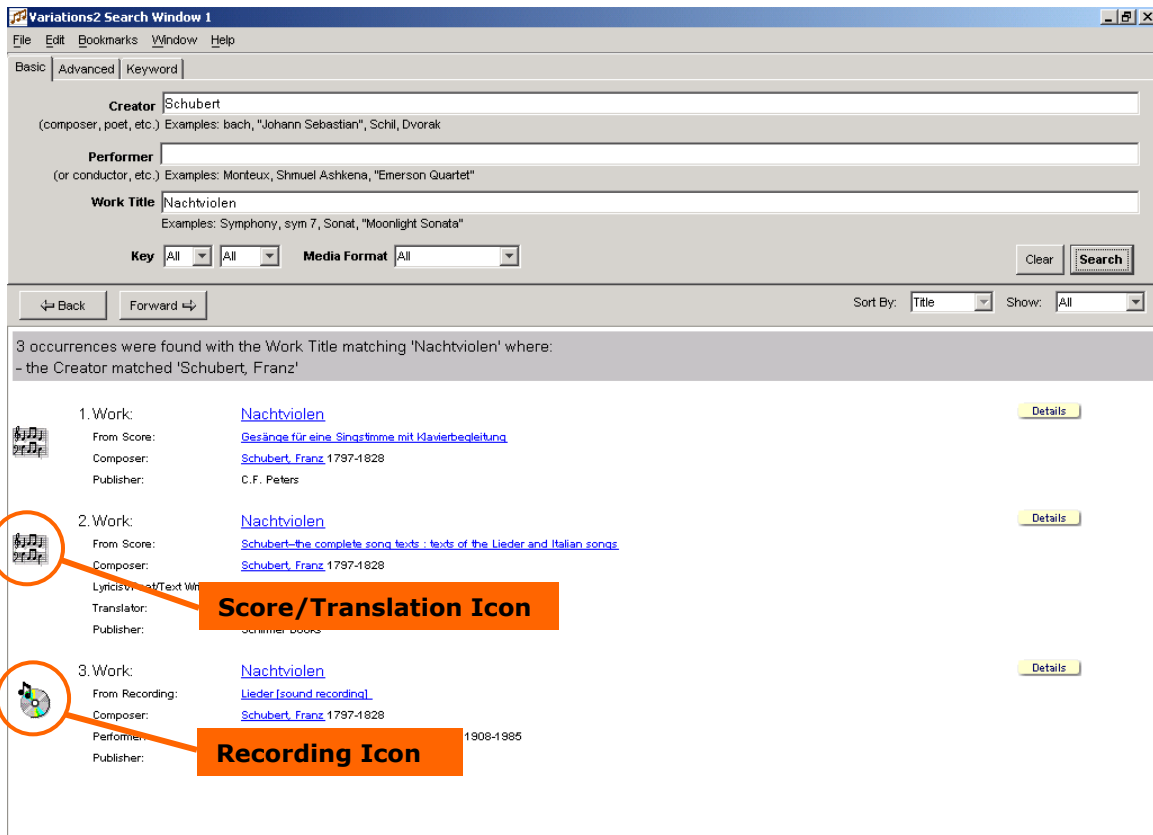 Variations2 Search Window 1
File Edit Bookmarks Window Help
Basic Advanced Keyword
Creator Schubert
(composer, poet, etc.) Examples: bach, "Johann Sebastian", Schil, Dvorak
Performer
(or conductor, etc.) Examples: Monteux, Shmuel Ashkena, "Emerson Quartet"
Work Title Nachtviolen
Examples: Symphony, sym 7, Sonat, "Moonlight Sonata"
Key All All Media Format All Clear Search
Back Forward Sort By: Title Show: All
3 occurrences were found with the Work Title matching 'Nachtviolen' where:
- the Creator matched 'Schubert, Franz'
1. Work: Nachtviolen Details
From Score: Gesänge für eine Singstimme mit Klavierbegleitung
Composer: Schubert, Franz 1797-1828
Publisher: C.F. Peters
2. Work: Nachtviolen Details
From Score: Schubert--the complete song texts : texts of the Lieder and Italian songs
Composer: Schubert, Franz 1797-1828
Translator:
Score/Translation Icon
Publisher: Schirmer Books
3. Work: Nachtviolen Details
From Recording: Lieder [sound recording]
Composer: Schubert, Franz 1797-1828
Performer: 1908-1985
Recording Icon
Publisher: